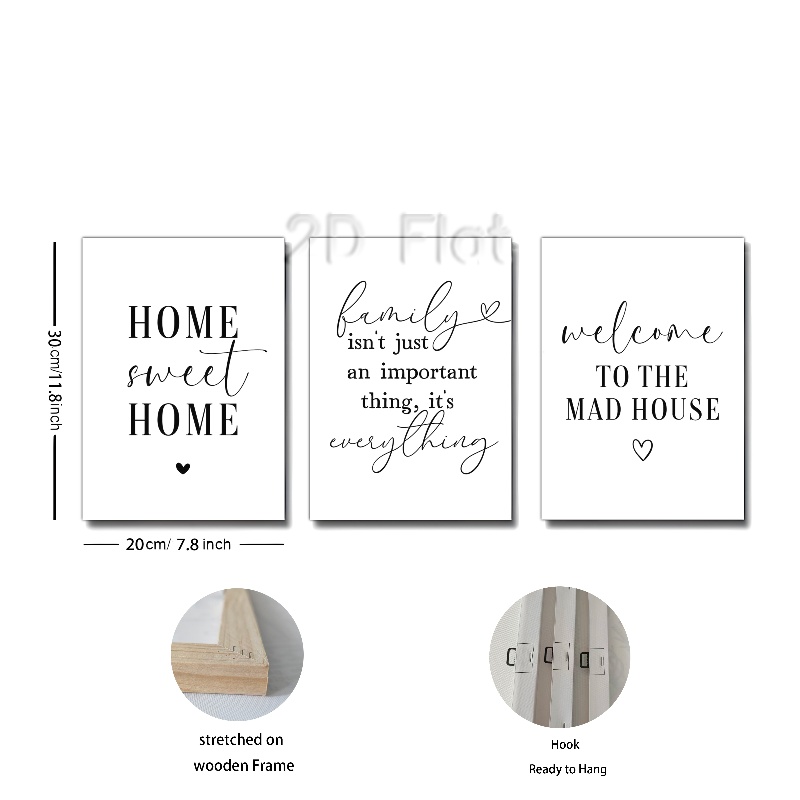 2D Flat
HOME
sweet
HOME
family
isn't just
an important
thing, it's
everything
welcome
TO THE
MAD HOUSE
30cm/11.8inch
20cm/ 7.8 inch
stretched on
wooden Frame
Hook
Ready to Hang